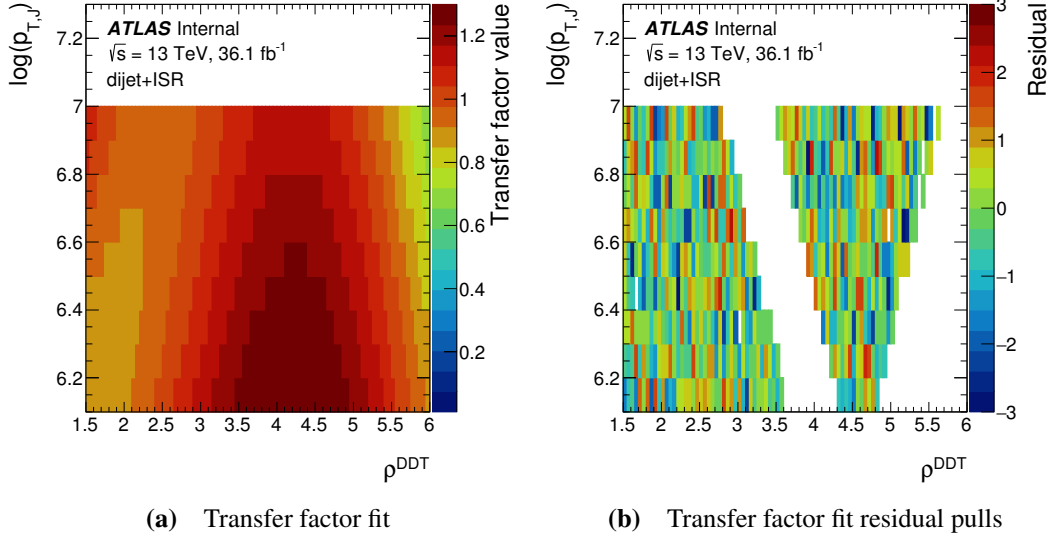 log(p_T,J)
7.2
7
6.8
6.6
6.4
6.2
ATLAS Internal
√s = 13 TeV, 36.1 fb⁻¹
dijet+ISR
1.5 2 2.5 3 3.5 4 4.5 5 5.5 6
ρ^DDT
1.2
1
0.8
0.6
0.4
0.2
Transfer factor value
(a) Transfer factor fit
log(p_T,J)
7.2
7
6.8
6.6
6.4
6.2
ATLAS Internal
√s = 13 TeV, 36.1 fb⁻¹
dijet+ISR
1.5 2 2.5 3 3.5 4 4.5 5 5.5 6
ρ^DDT
3
2
1
0
−1
−2
−3
Residual
(b) Transfer factor fit residual pulls